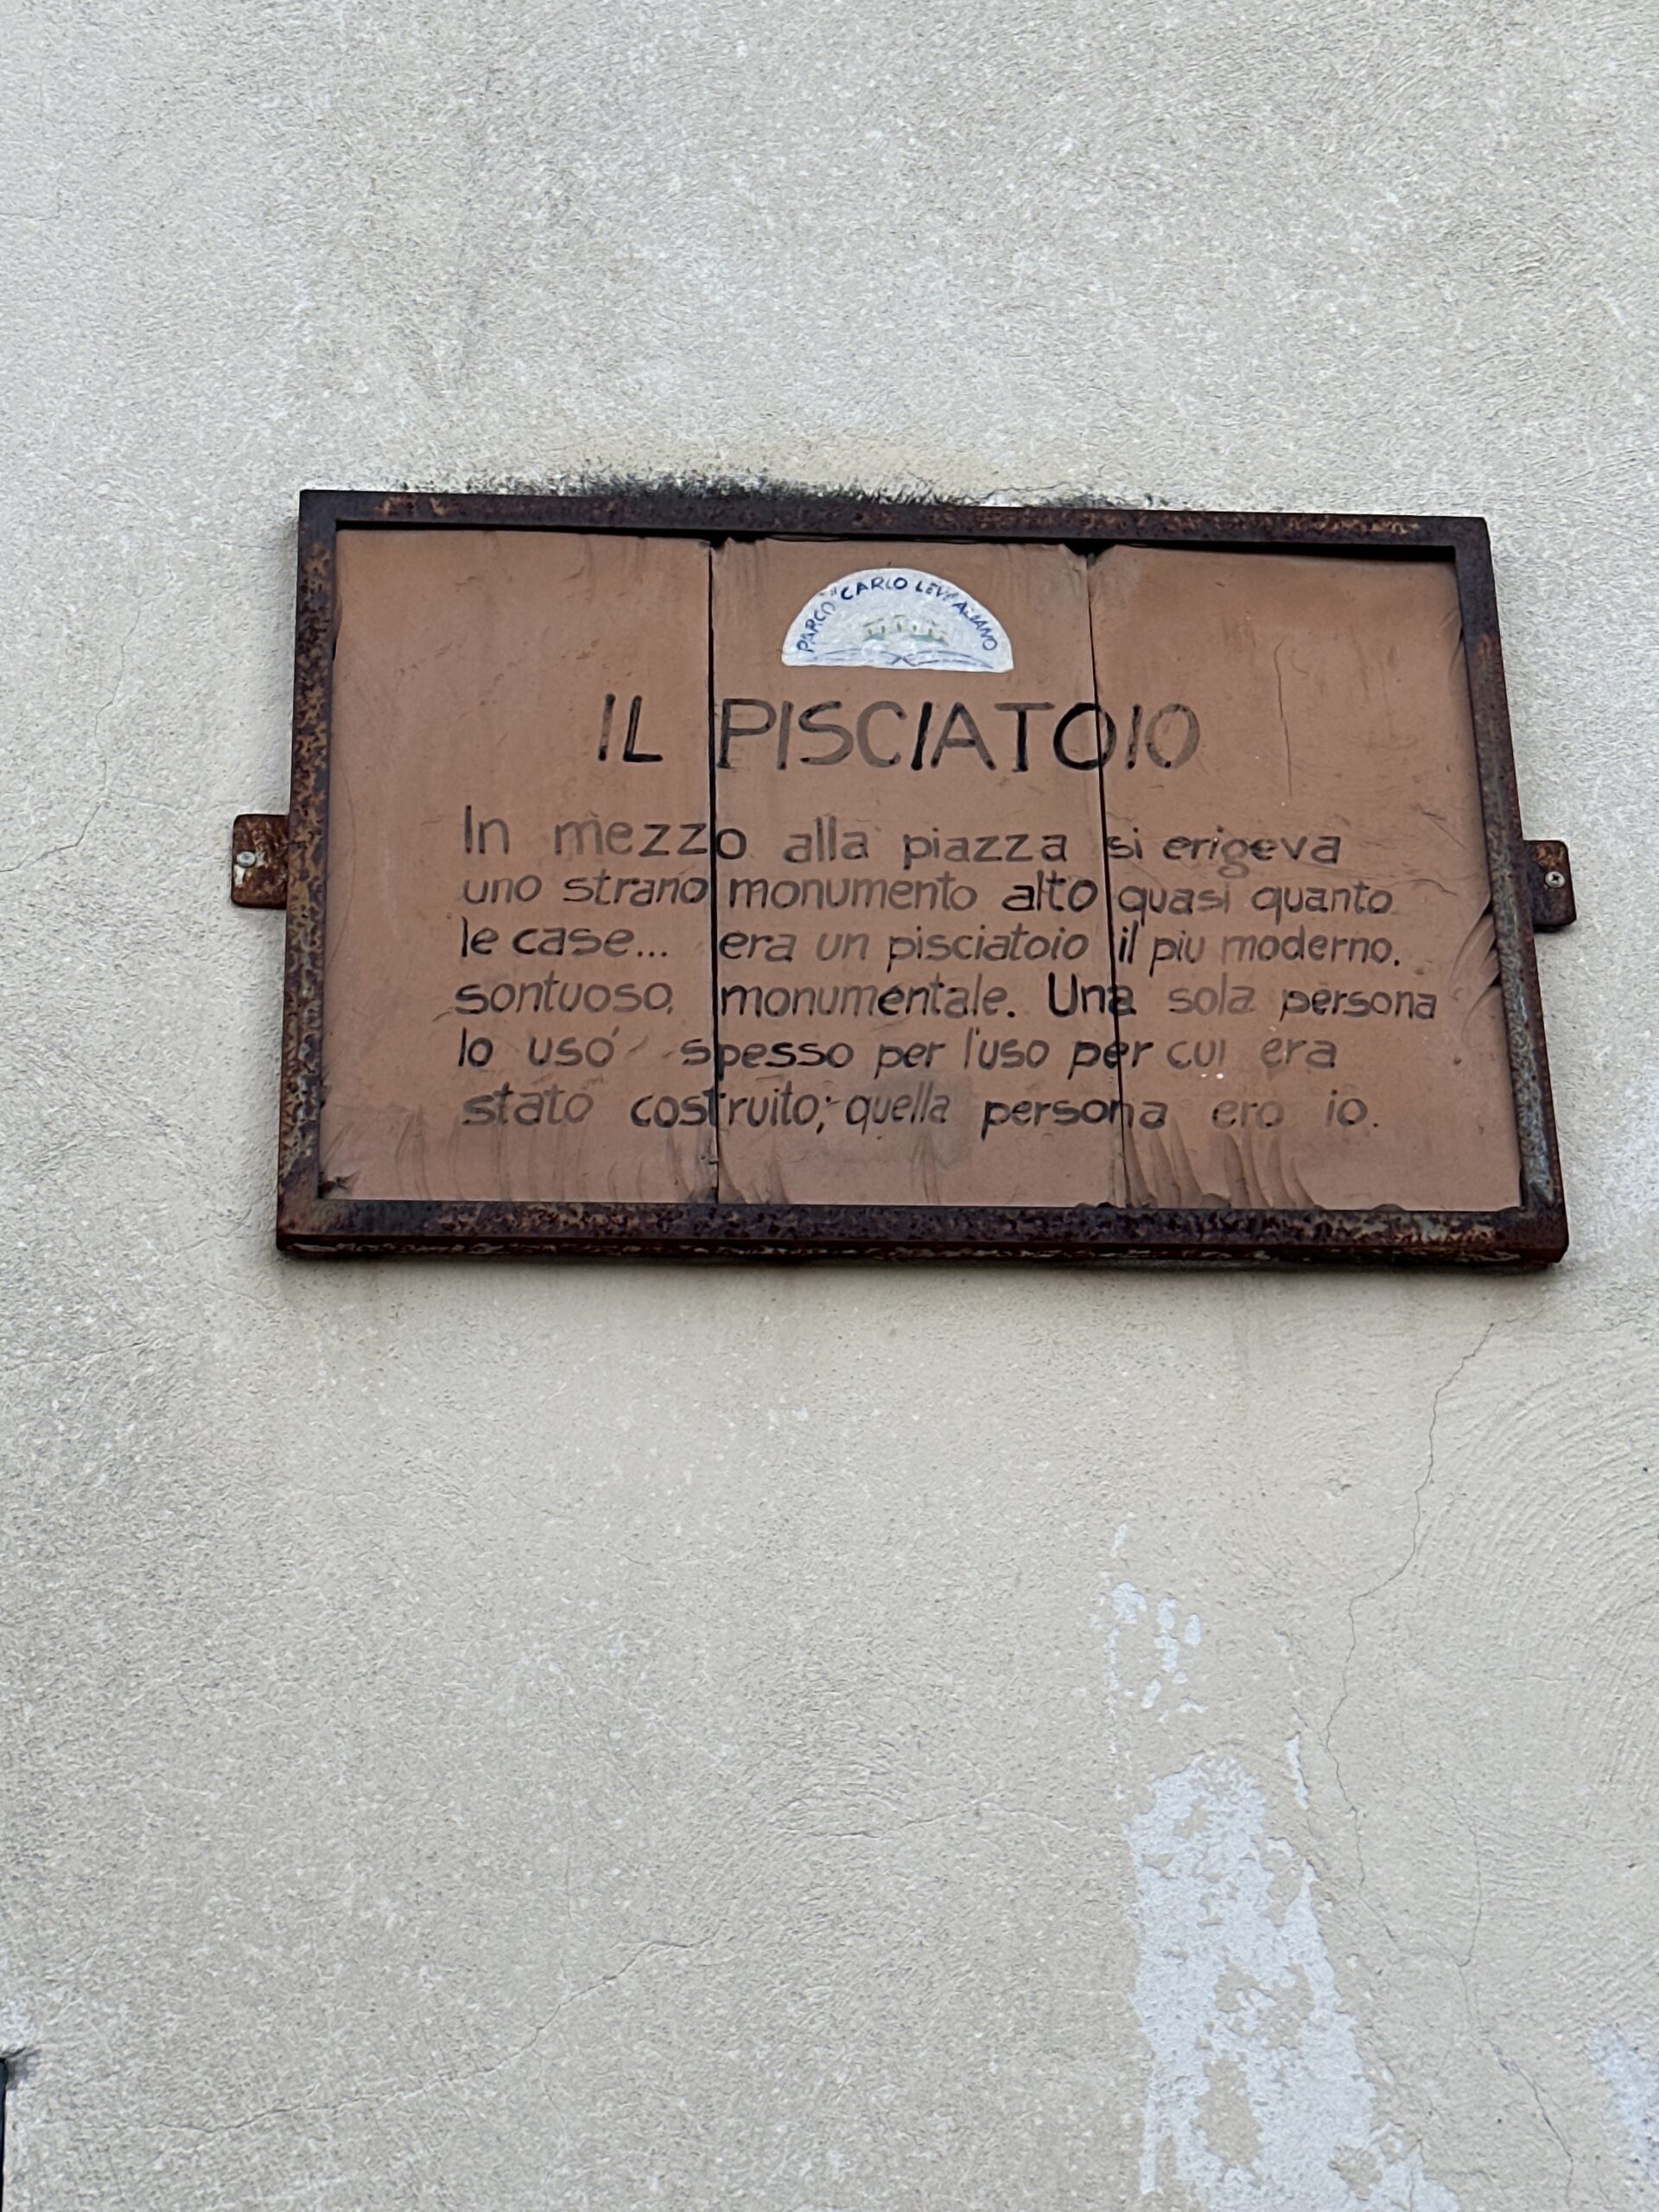 PARCO "CARLO LEVI" ALIANO
IL PISCIATOIO
In mezzo alla piazza si erigeva
uno strano monumento alto quasi quanto
le case... era un pisciatoio il piu moderno,
sontuoso, monumentale. Una sola persona
lo usó spesso per l'uso per cui era
stato costruito; quella persona ero io.